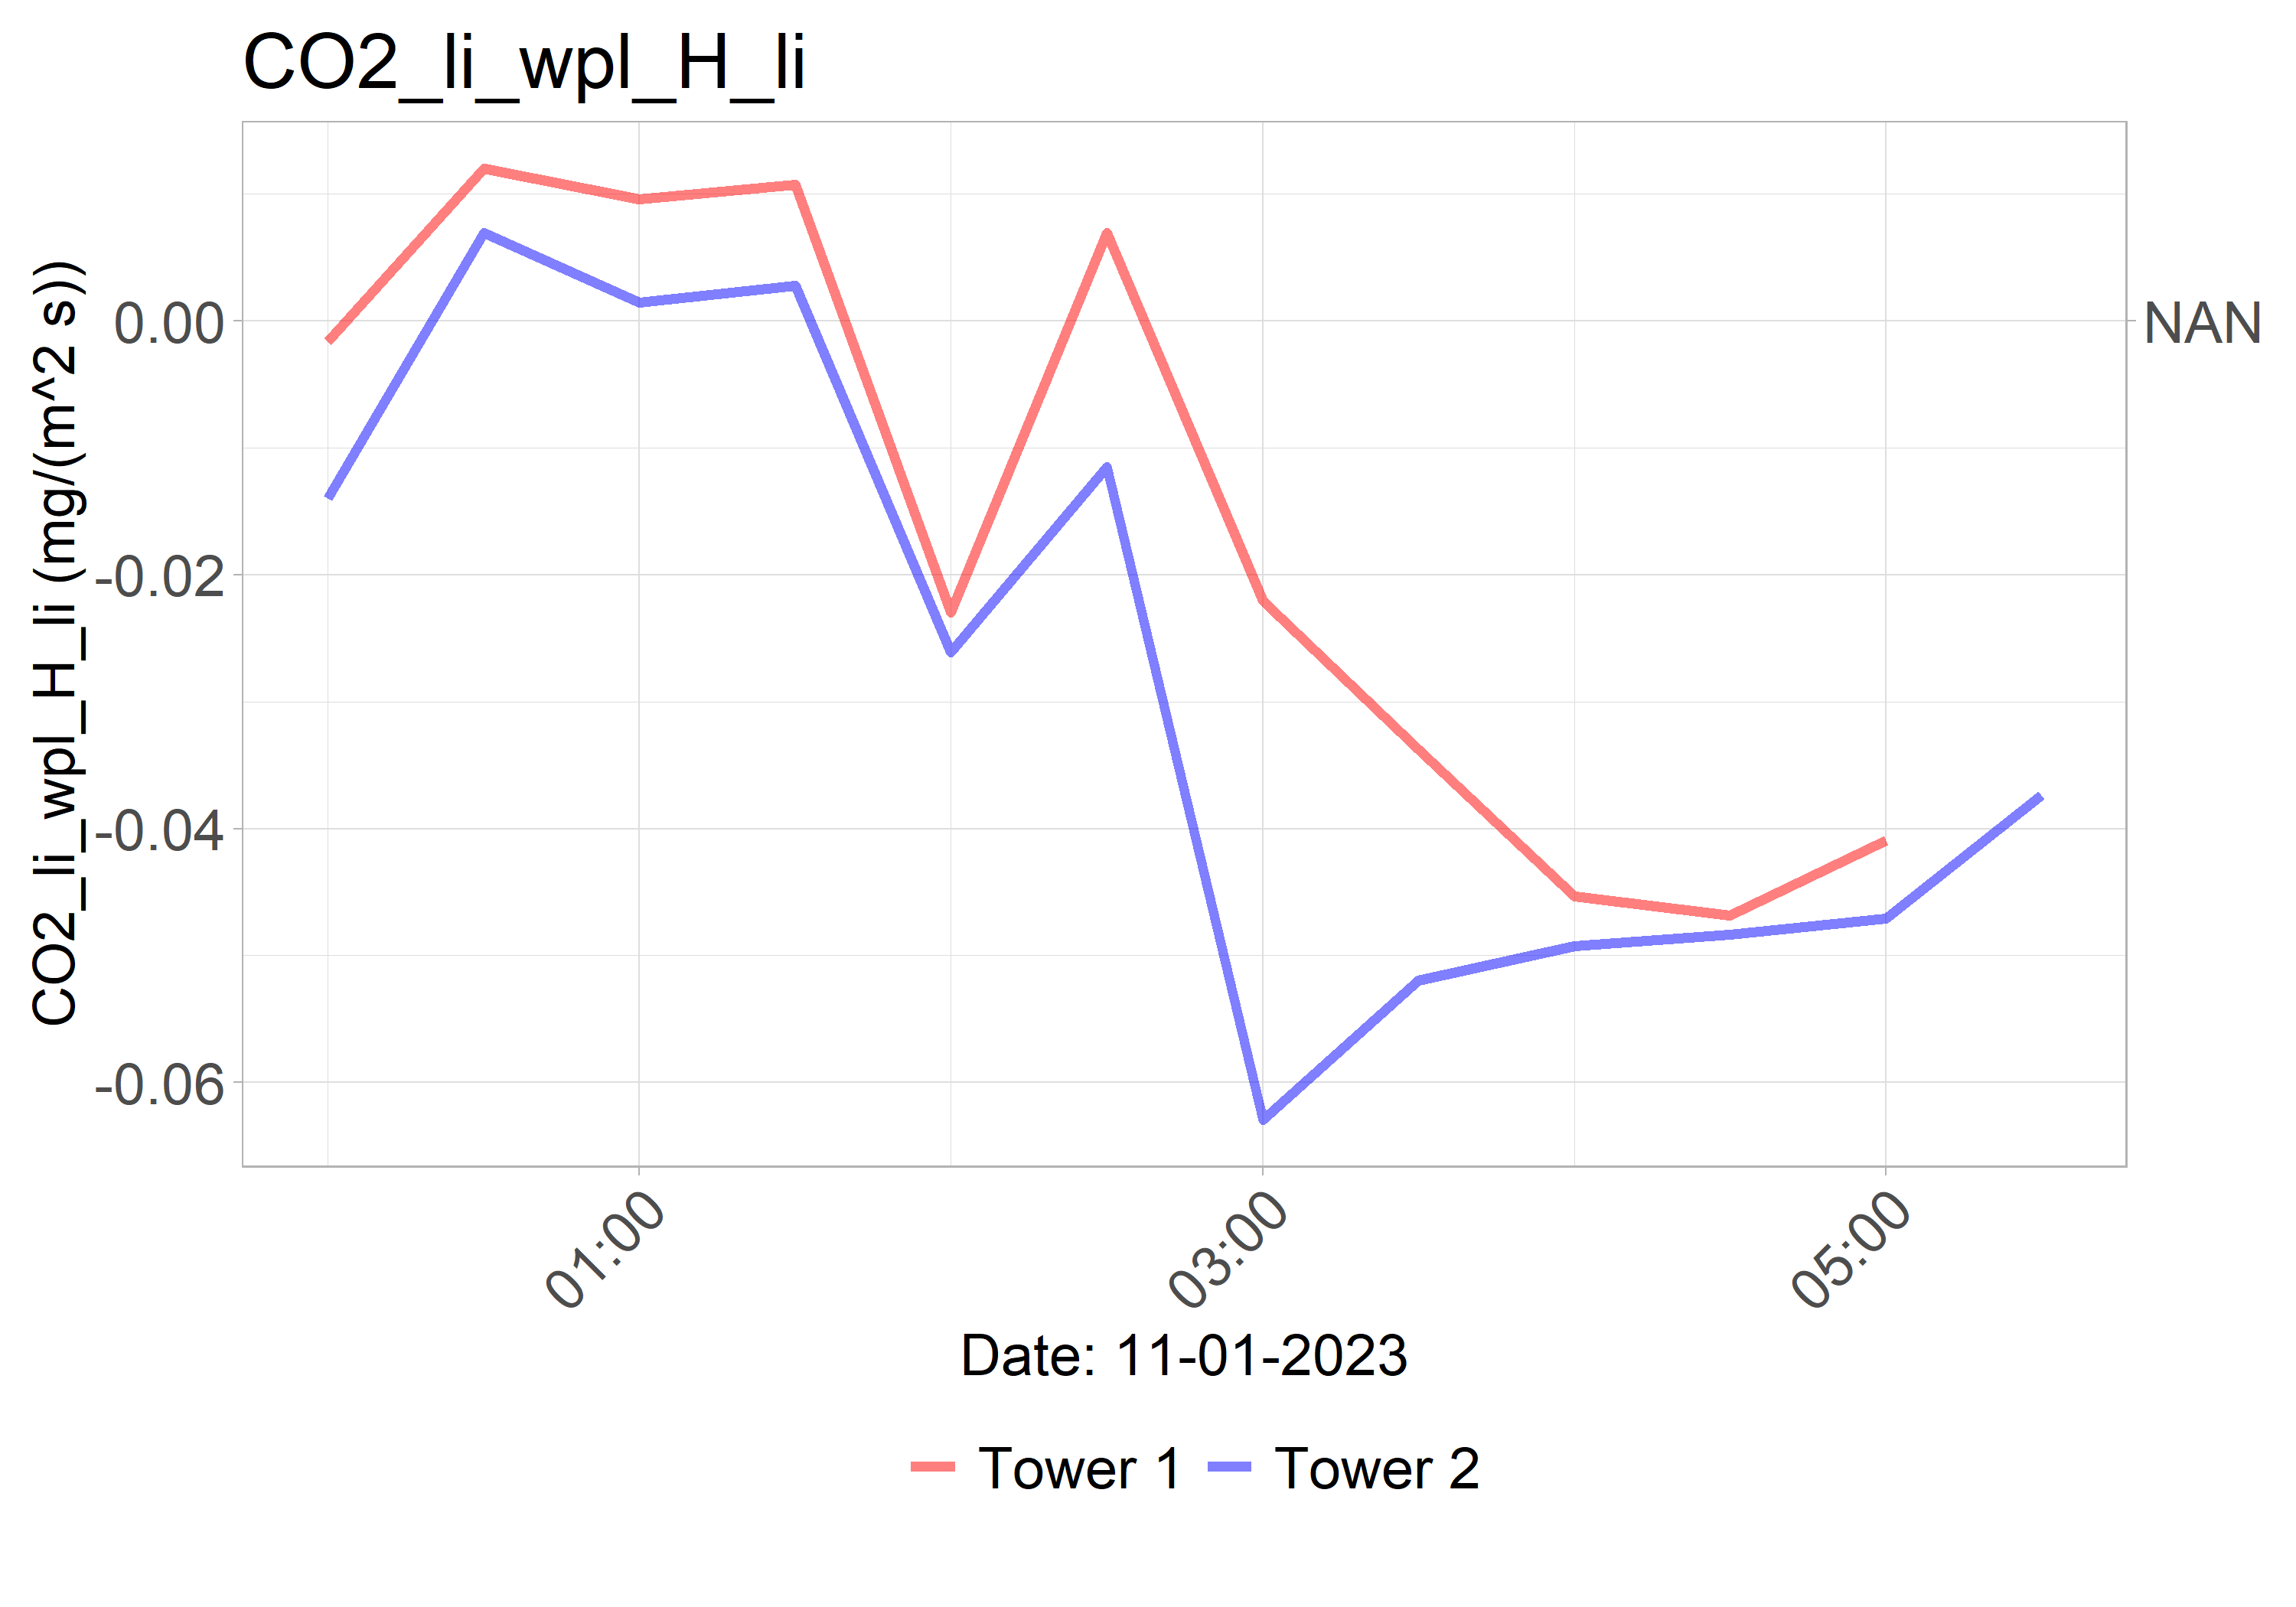 CO2_li_wpl_H_li
CO2_li_wpl_H_li (mg/(m^2 s))
0.00
-0.02
-0.04
-0.06
NAN
01:00
03:00
05:00
Date: 11-01-2023
Tower 1
Tower 2